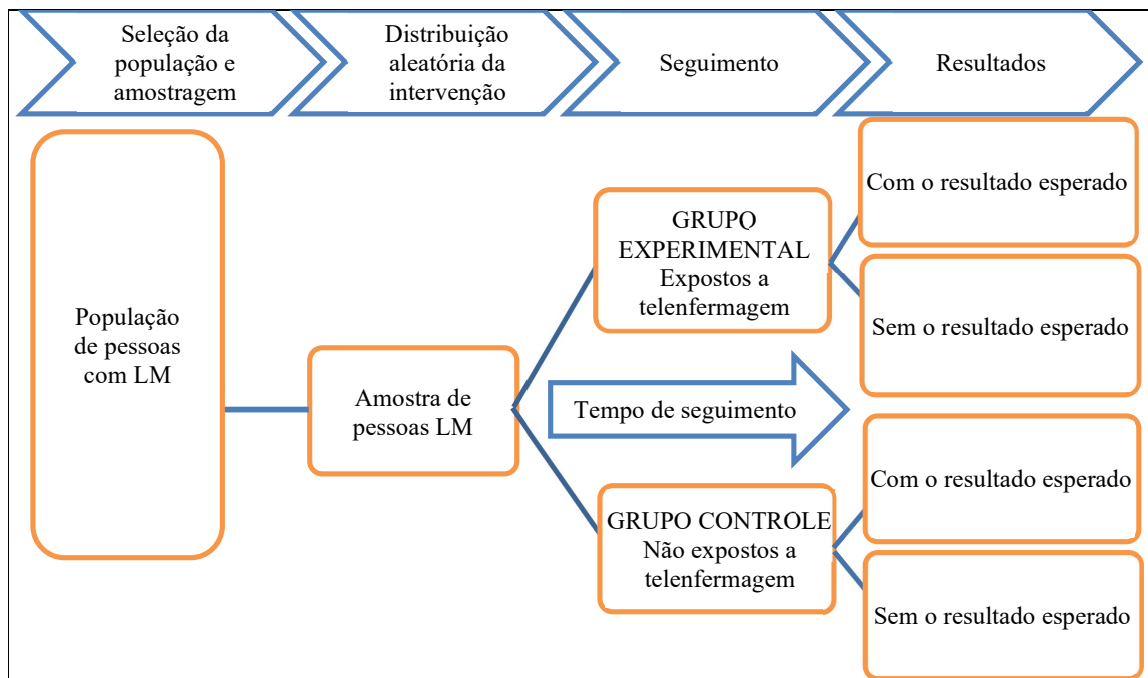 Seleção da
população e
amostragem
Distribuição
aleatória da
intervenção
Seguimento
Resultados
População
de pessoas
com LM
Amostra de
pessoas LM
GRUPO
EXPERIMENTAL
Expostos a
telenfermagem
Tempo de seguimento
GRUPO CONTROLE
Não expostos a
telenfermagem
Com o resultado esperado
Sem o resultado esperado
Com o resultado esperado
Sem o resultado esperado